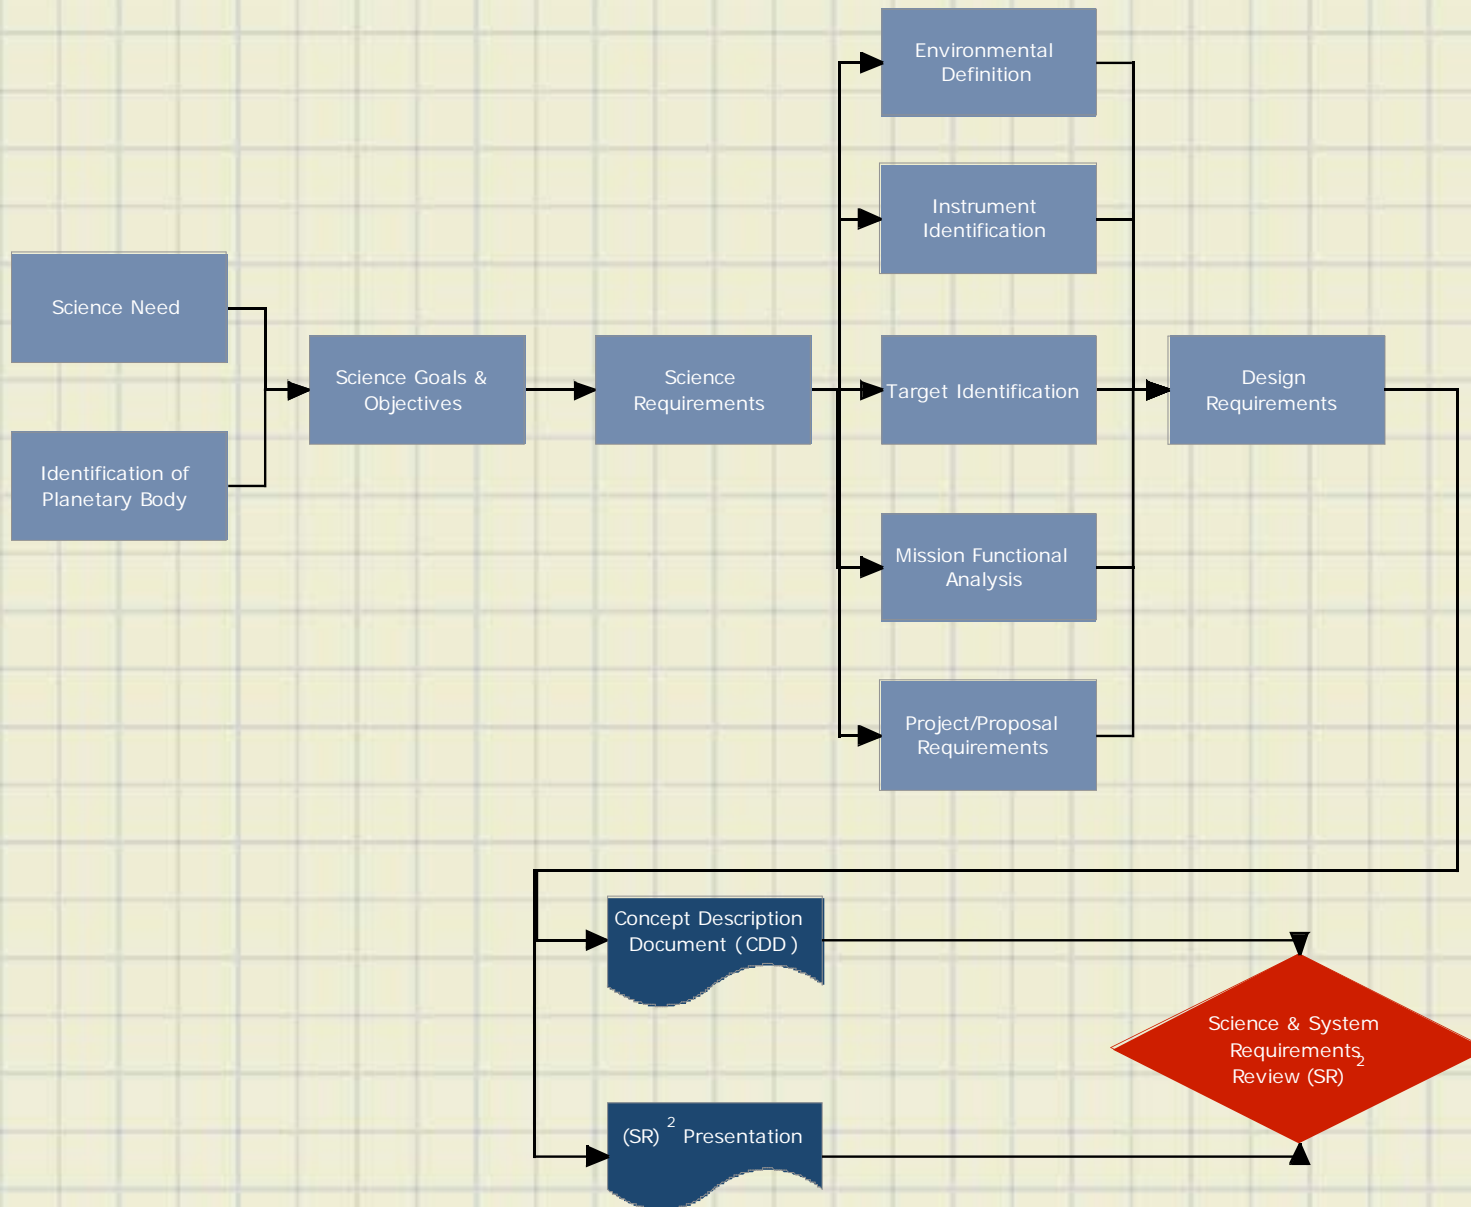 Environmental
Definition
Instrument
Identification
Science Need
Science Goals &
Objectives
Science
Requirements
Target Identification
Design
Requirements
Identification of
Planetary Body
Mission Functional
Analysis
Project/Proposal
Requirements
Concept Description
Document (CDD)
Science & System
Requirements
Review (SR) 2
(SR) 2 Presentation